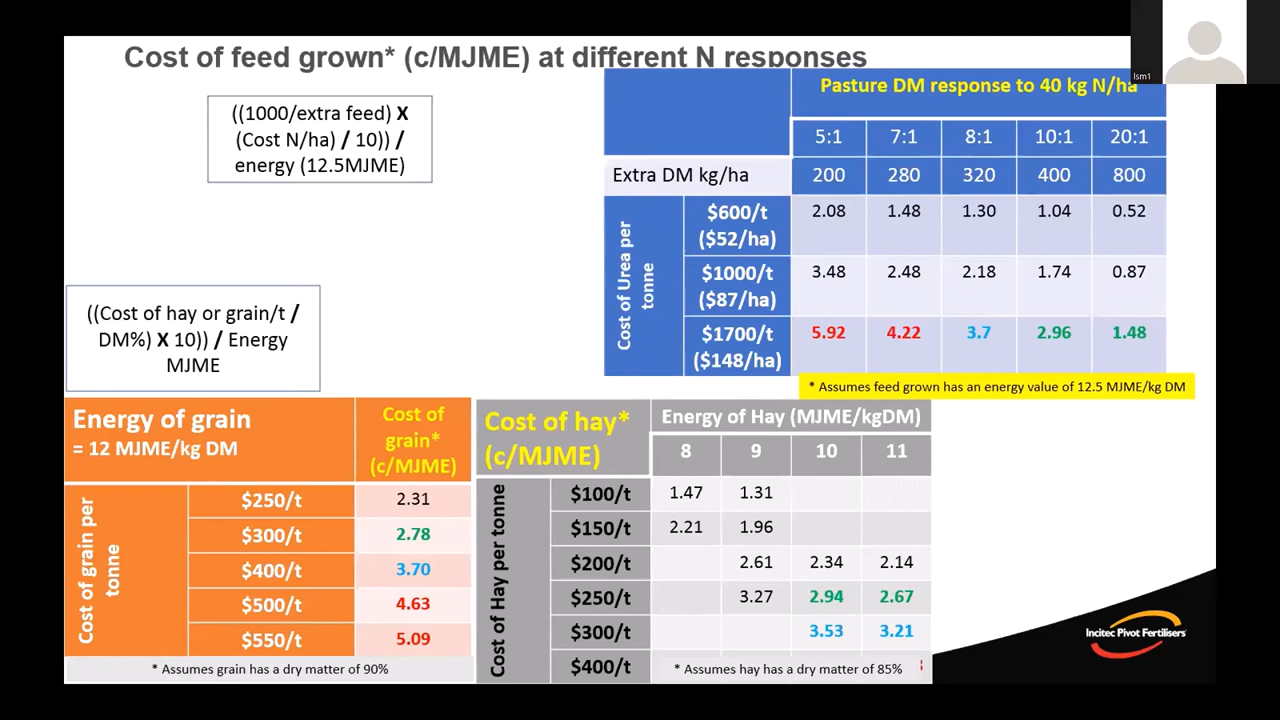 Cost of feed grown* (c/MJME) at different N responses
lsm1
((1000/extra feed) X
(Cost N/ha) / 10)) /
energy (12.5MJME)
Pasture DM response to 40 kg N/ha
5:1 7:1 8:1 10:1 20:1
Extra DM kg/ha 200 280 320 400 800
Cost of Urea per
tonne
$600/t 2.08 1.48 1.30 1.04 0.52
($52/ha)
$1000/t 3.48 2.48 2.18 1.74 0.87
($87/ha)
$1700/t 5.92 4.22 3.7 2.96 1.48
($148/ha)
* Assumes feed grown has an energy value of 12.5 MJME/kg DM
((Cost of hay or grain/t /
DM%) X 10)) / Energy
MJME
Energy of grain
= 12 MJME/kg DM
Cost of
grain*
(c/MJME)
Cost of grain per
tonne
$250/t 2.31
$300/t 2.78
$400/t 3.70
$500/t 4.63
$550/t 5.09
* Assumes grain has a dry matter of 90%
Cost of hay*
(c/MJME)
Energy of Hay (MJME/kgDM)
8 9 10 11
Cost of Hay per tonne
$100/t 1.47 1.31
$150/t 2.21 1.96
$200/t 2.61 2.34 2.14
$250/t 3.27 2.94 2.67
$300/t 3.53 3.21
$400/t
* Assumes hay has a dry matter of 85%
Incitec Pivot Fertilisers